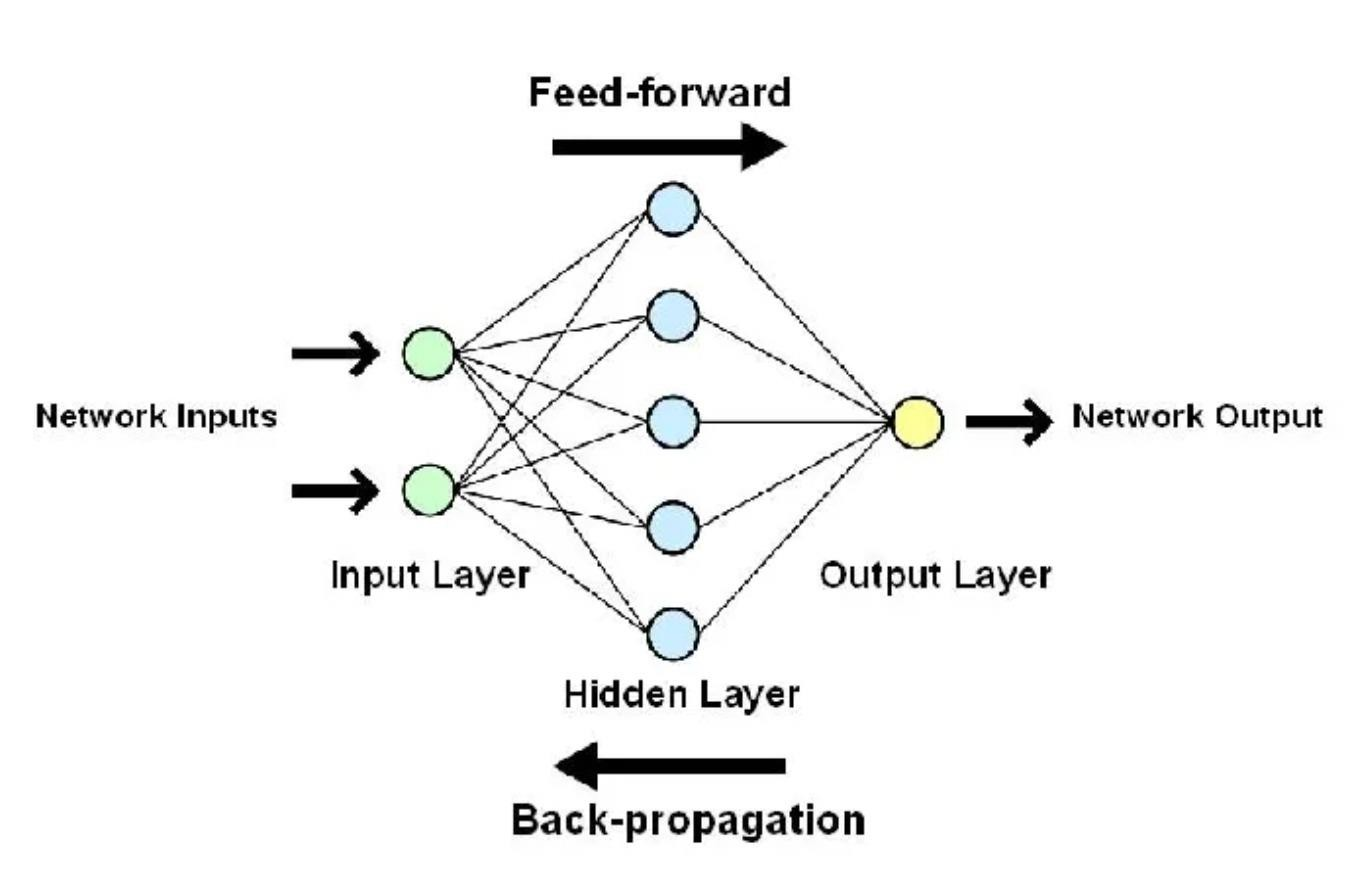 Feed-forward
Network Inputs
Network Output
Input Layer
Output Layer
Hidden Layer
Back-propagation